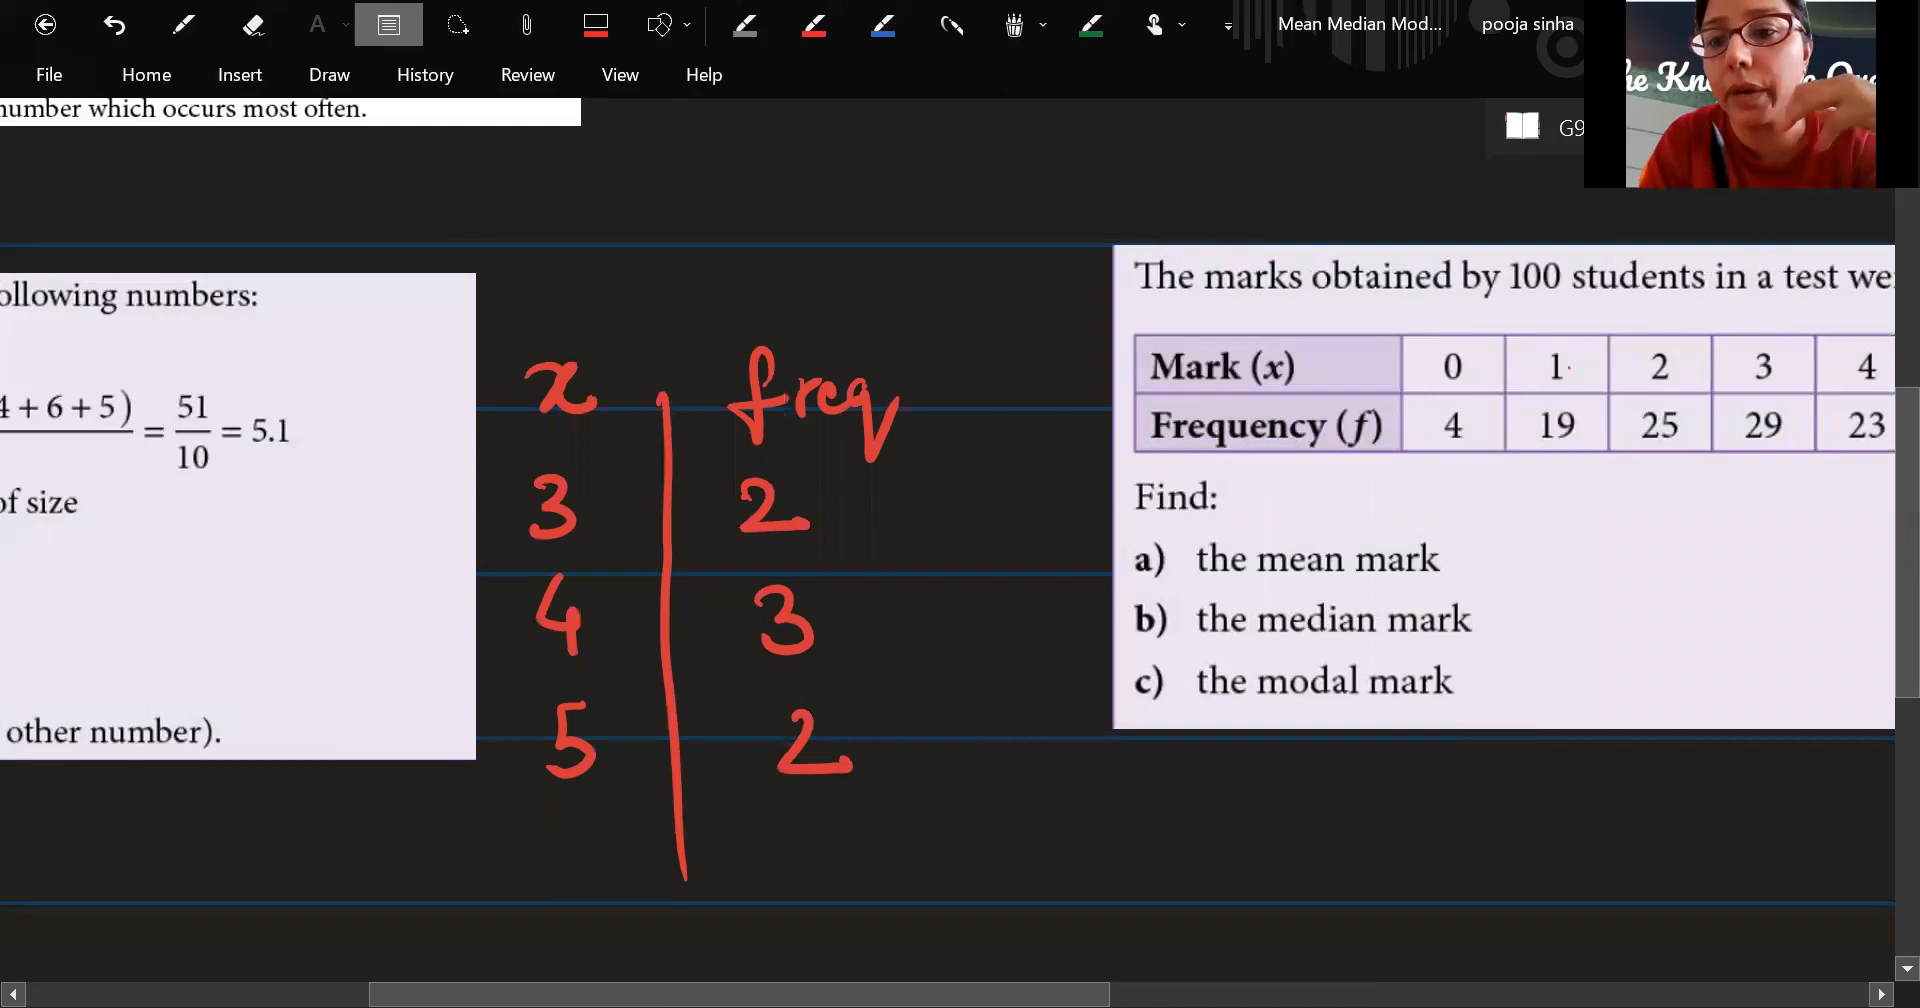 Mean Median Mod... pooja sinha
File Home Insert Draw History Review View Help
number which occurs most often.
G9
ollowing numbers:
4 + 6 + 5) / 10 = 51/10 = 5.1
of size
other number).
x freq
3 2
4 3
5 2
The marks obtained by 100 students in a test we
Mark (x) 0 1 2 3 4
Frequency (f) 4 19 25 29 23
Find:
a) the mean mark
b) the median mark
c) the modal mark